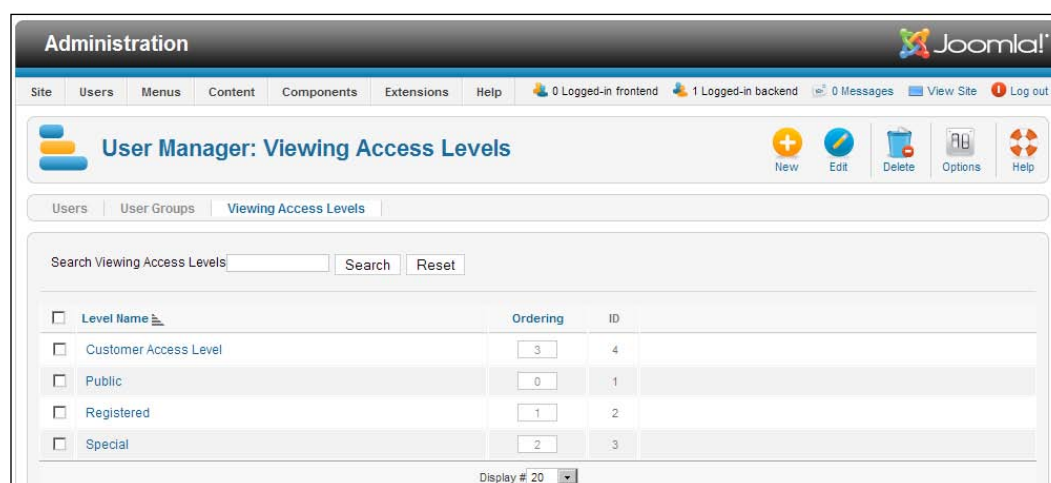 Administration Joomla!
Site Users Menus Content Components Extensions Help 0 Logged-in frontend 1 Logged-in backend 0 Messages View Site Log out
User Manager: Viewing Access Levels New Edit Delete Options Help
Users User Groups Viewing Access Levels
Search Viewing Access Levels Search Reset
Level Name Ordering ID
Customer Access Level 3 4
Public 0 1
Registered 1 2
Special 2 3
Display # 20